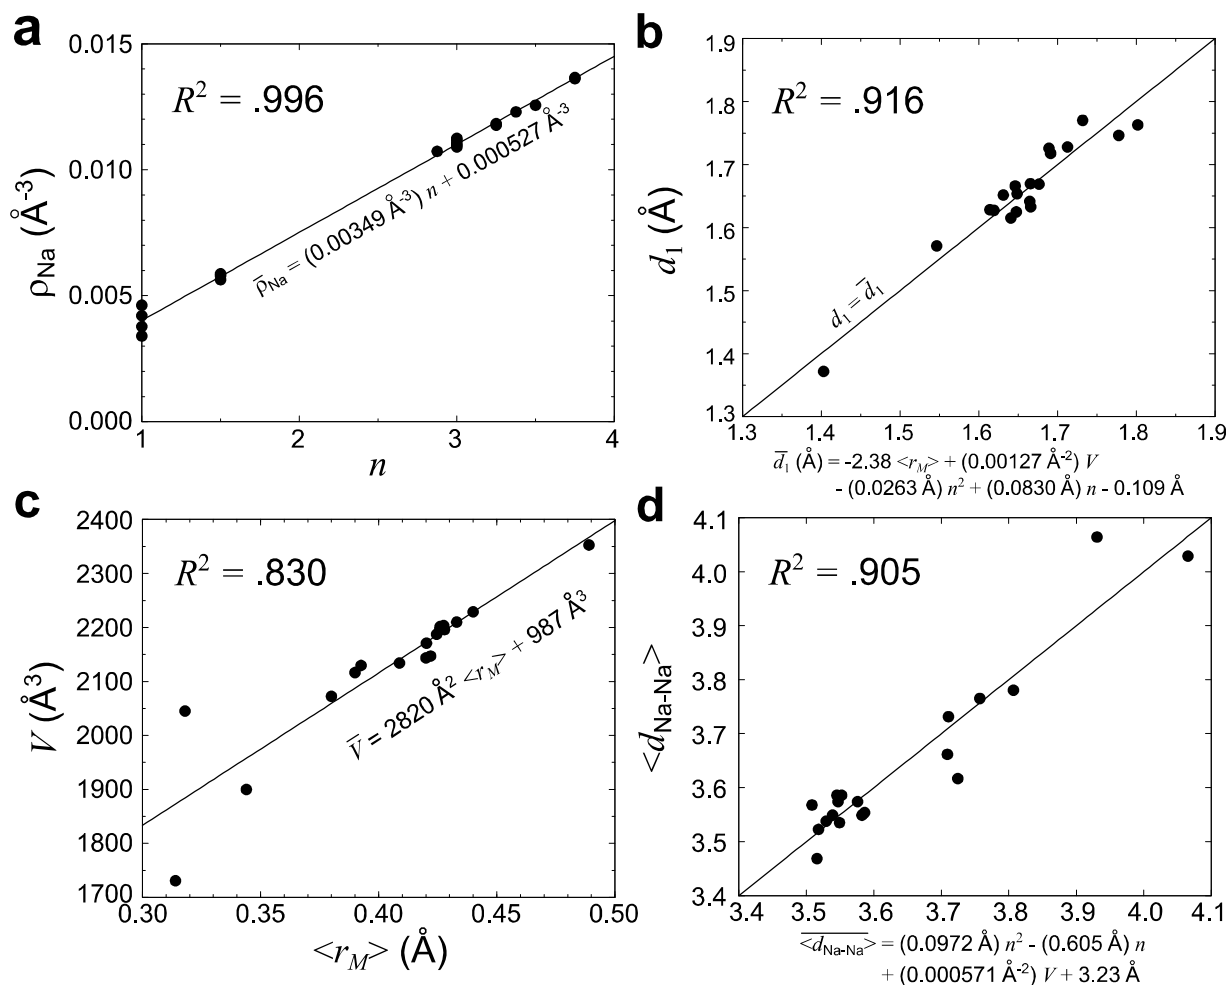 a
0.015
0.010
0.005
0.000
ρNa (Å-3)
R2 = .996
ρ̅Na = (0.00349 Å-3) n + 0.000527 Å-3
1 2 3 4
n
b
1.9
1.8
1.7
1.6
1.5
1.4
1.3
d1 (Å)
R2 = .916
d1 = d̅1
1.3 1.4 1.5 1.6 1.7 1.8 1.9
d̅1 (Å) = -2.38 <rM> + (0.00127 Å-2) V
- (0.0263 Å) n2 + (0.0830 Å) n - 0.109 Å
c
2400
2300
2200
2100
2000
1900
1800
1700
V (Å3)
R2 = .830
V̅ = 2820 Å2 <rM> + 987 Å3
0.30 0.35 0.40 0.45 0.50
<rM> (Å)
d
4.1
4.0
3.9
3.8
3.7
3.6
3.5
3.4
<dNa-Na>
R2 = .905
3.4 3.5 3.6 3.7 3.8 3.9 4.0 4.1
<dNa-Na> = (0.0972 Å) n2 - (0.605 Å) n
+ (0.000571 Å-2) V + 3.23 Å